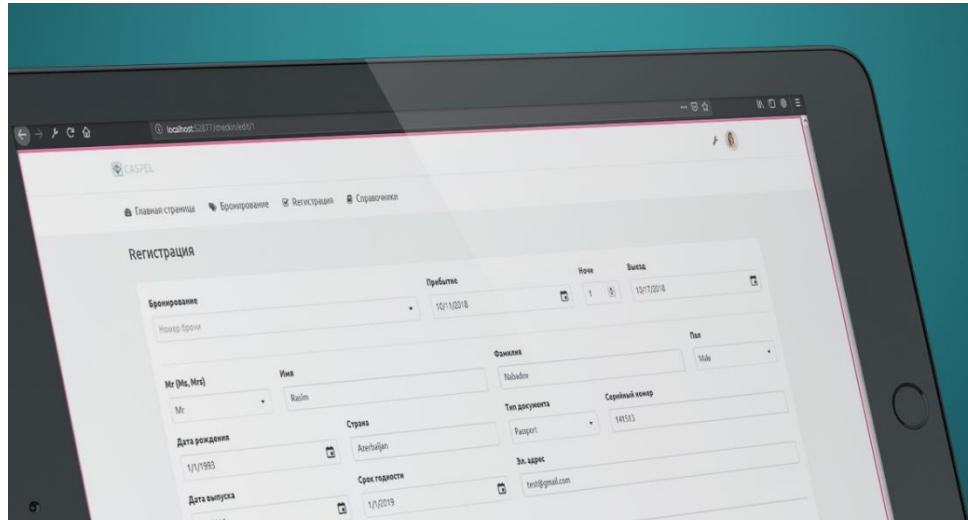 localhost:52877/checkin/edit/1
CASPEL
Главная страница Бронирование Rегистрация Справочники
Rегистрация
Бронирование Прибытие Ночи Выезд
Номер брони 10/11/2018 1 10/17/2018
Mr (Ms, Mrs) Имя Фамилия Пол
Mr Rasim Nabadov Male
Дата рождения Страна Тип документа Серийный номер
1/1/1993 Azerbaijan Passport 141513
Дата выпуска Срок годности Эл. адрес
1/1/2019 test@gmail.com